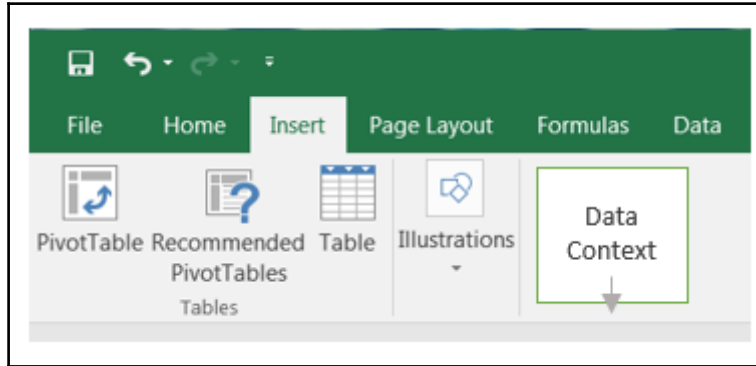 File Home Insert Page Layout Formulas Data
PivotTable Recommended PivotTables Table Illustrations
Tables
Data
Context